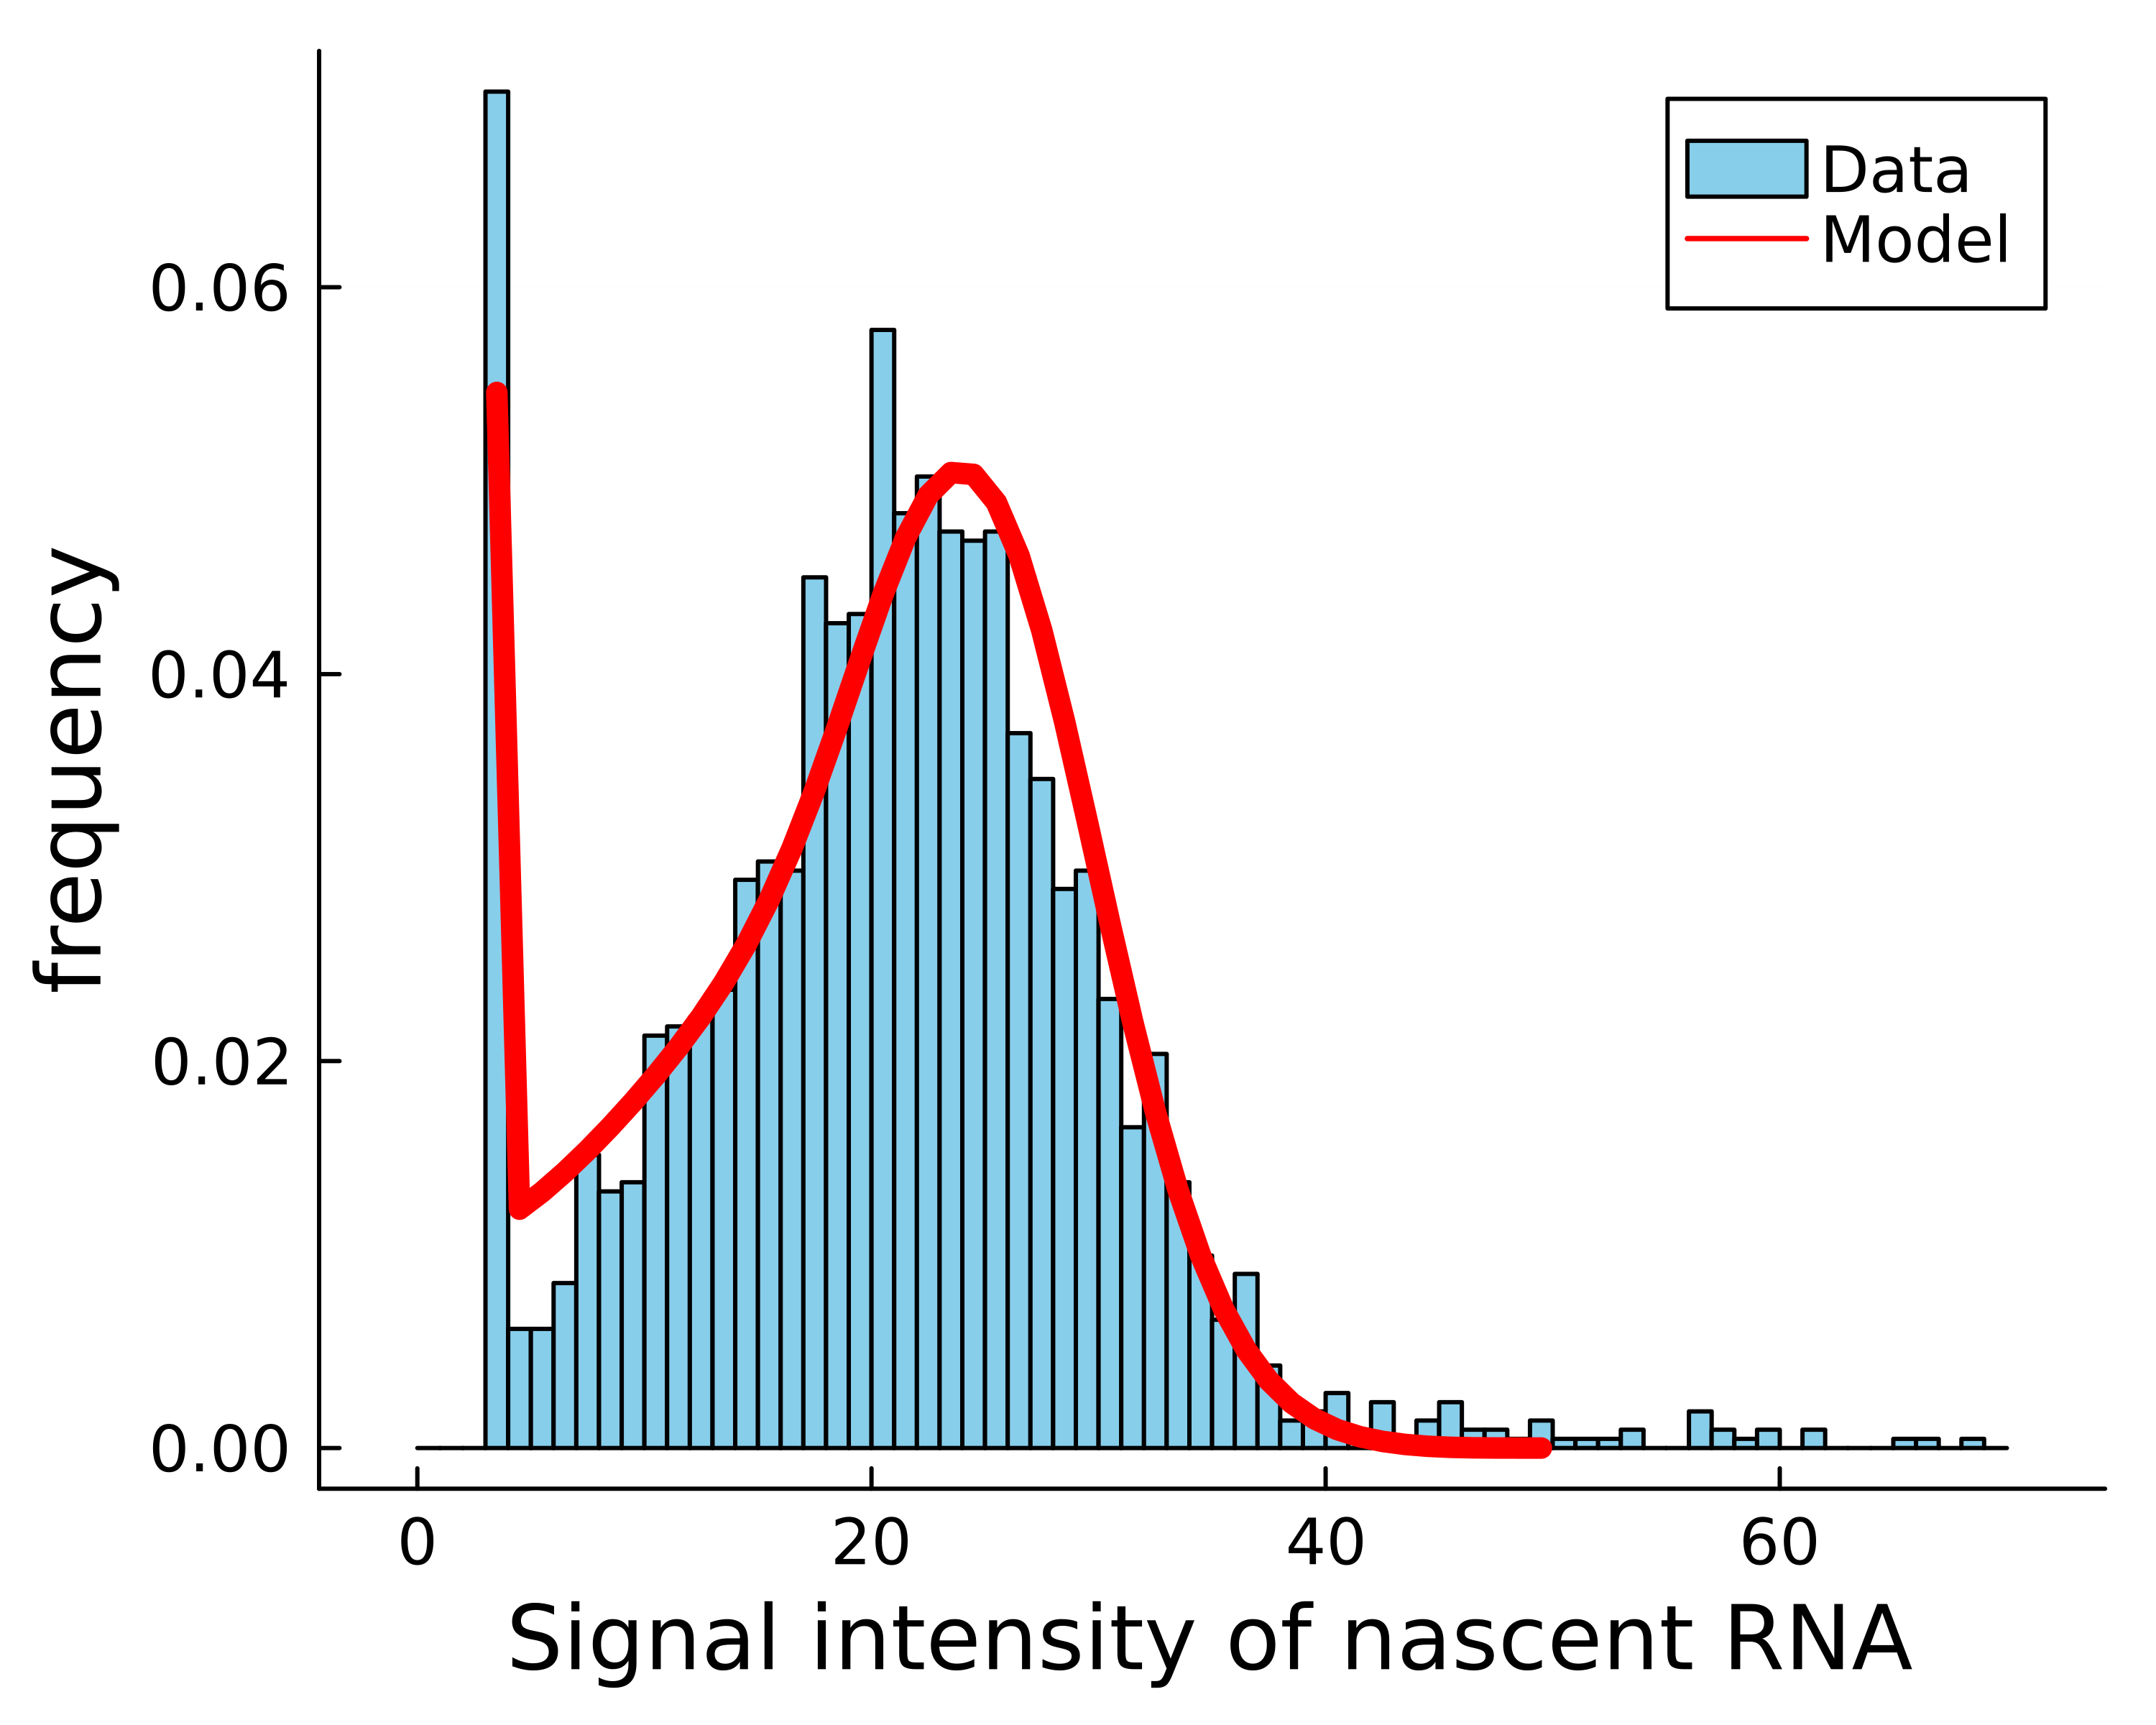 Data
Model
0.06
0.04
0.02
0.00
frequency
0 20 40 60
Signal intensity of nascent RNA